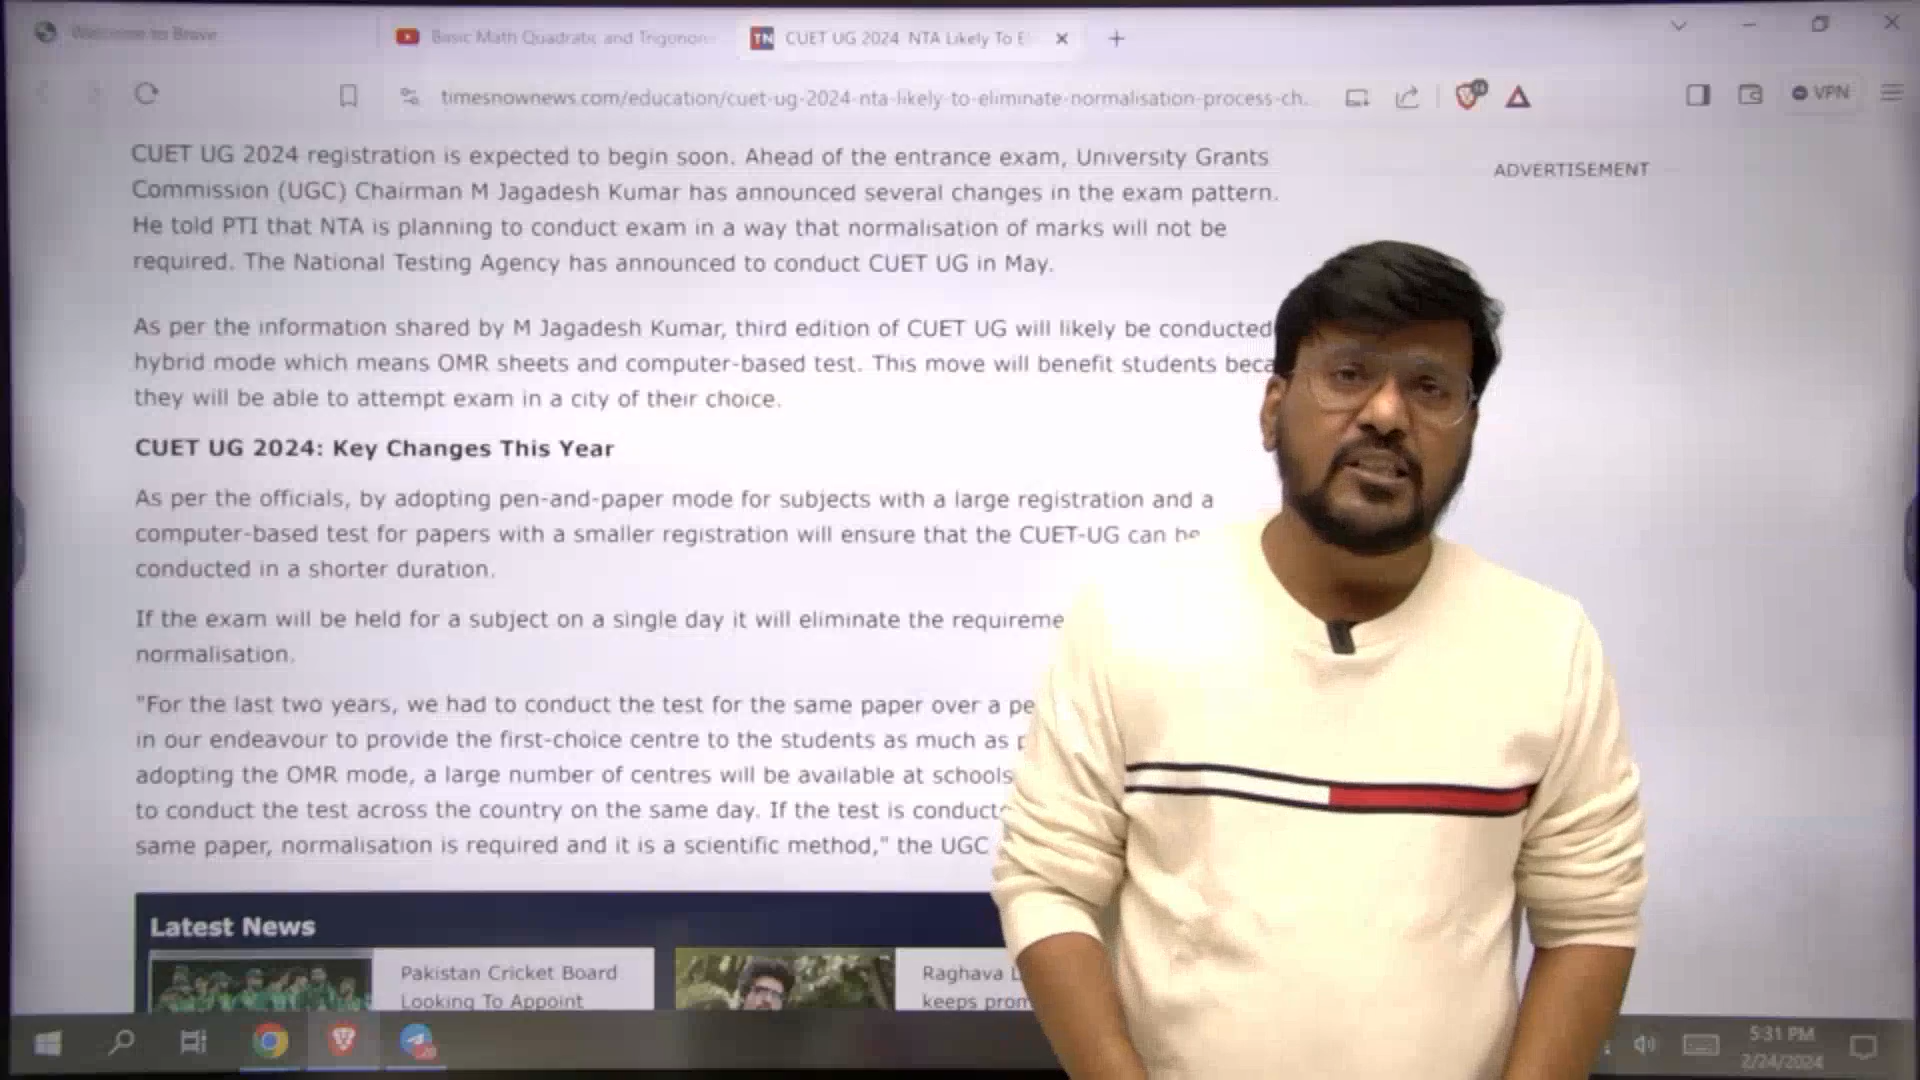 Welcome to Brave
Basic Math Quadratic and Trigonom
TN CUET UG 2024 NTA Likely To E
timesnownews.com/education/cuet-ug-2024-nta-likely-to-eliminate-normalisation-process-ch...
VPN
CUET UG 2024 registration is expected to begin soon. Ahead of the entrance exam, University Grants
Commission (UGC) Chairman M Jagadesh Kumar has announced several changes in the exam pattern.
He told PTI that NTA is planning to conduct exam in a way that normalisation of marks will not be
required. The National Testing Agency has announced to conduct CUET UG in May.
ADVERTISEMENT
As per the information shared by M Jagadesh Kumar, third edition of CUET UG will likely be conducted
hybrid mode which means OMR sheets and computer-based test. This move will benefit students beca
they will be able to attempt exam in a city of their choice.
CUET UG 2024: Key Changes This Year
As per the officials, by adopting pen-and-paper mode for subjects with a large registration and a
computer-based test for papers with a smaller registration will ensure that the CUET-UG can be
conducted in a shorter duration.
If the exam will be held for a subject on a single day it will eliminate the requireme
normalisation.
"For the last two years, we had to conduct the test for the same paper over a pe
in our endeavour to provide the first-choice centre to the students as much as p
adopting the OMR mode, a large number of centres will be available at schools
to conduct the test across the country on the same day. If the test is conducte
same paper, normalisation is required and it is a scientific method," the UGC
Latest News
Pakistan Cricket Board
Looking To Appoint
Raghava L
keeps prom
5:31 PM
2/24/2024